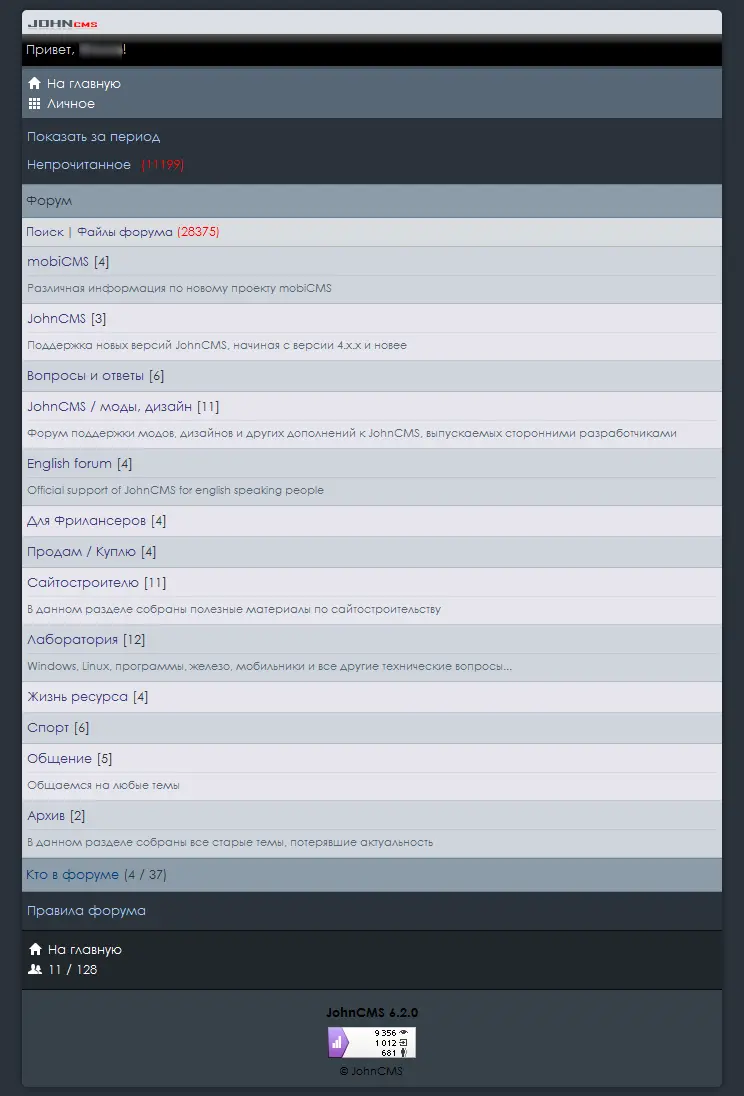 JOHNCMS
Привет, !
На главную
Личное
Показать за период
Непрочитанное (11199)
Форум
Поиск | Файлы форума (28375)
mobiCMS [4]
Различная информация по новому проекту mobiCMS
JohnCMS [3]
Поддержка новых версий JohnCMS, начиная с версии 4.x.x и новее
Вопросы и ответы [6]
JohnCMS / моды, дизайн [11]
Форум поддержки модов, дизайнов и других дополнений к JohnCMS, выпускаемых сторонними разработчиками
English forum [4]
Official support of JohnCMS for english speaking people
Для Фрилансеров [4]
Продам / Куплю [4]
Сайтостроителю [11]
В данном разделе собраны полезные материалы по сайтостроительству
Лаборатория [12]
Windows, Linux, программы, железо, мобильники и все другие технические вопросы...
Жизнь ресурса [4]
Спорт [6]
Общение [5]
Общаемся на любые темы
Архив [2]
В данном разделе собраны все старые темы, потерявшие актуальность
Кто в форуме (4 / 37)
Правила форума
На главную
11 / 128
JohnCMS 6.2.0
9 356
1 012
681
© JohnCMS